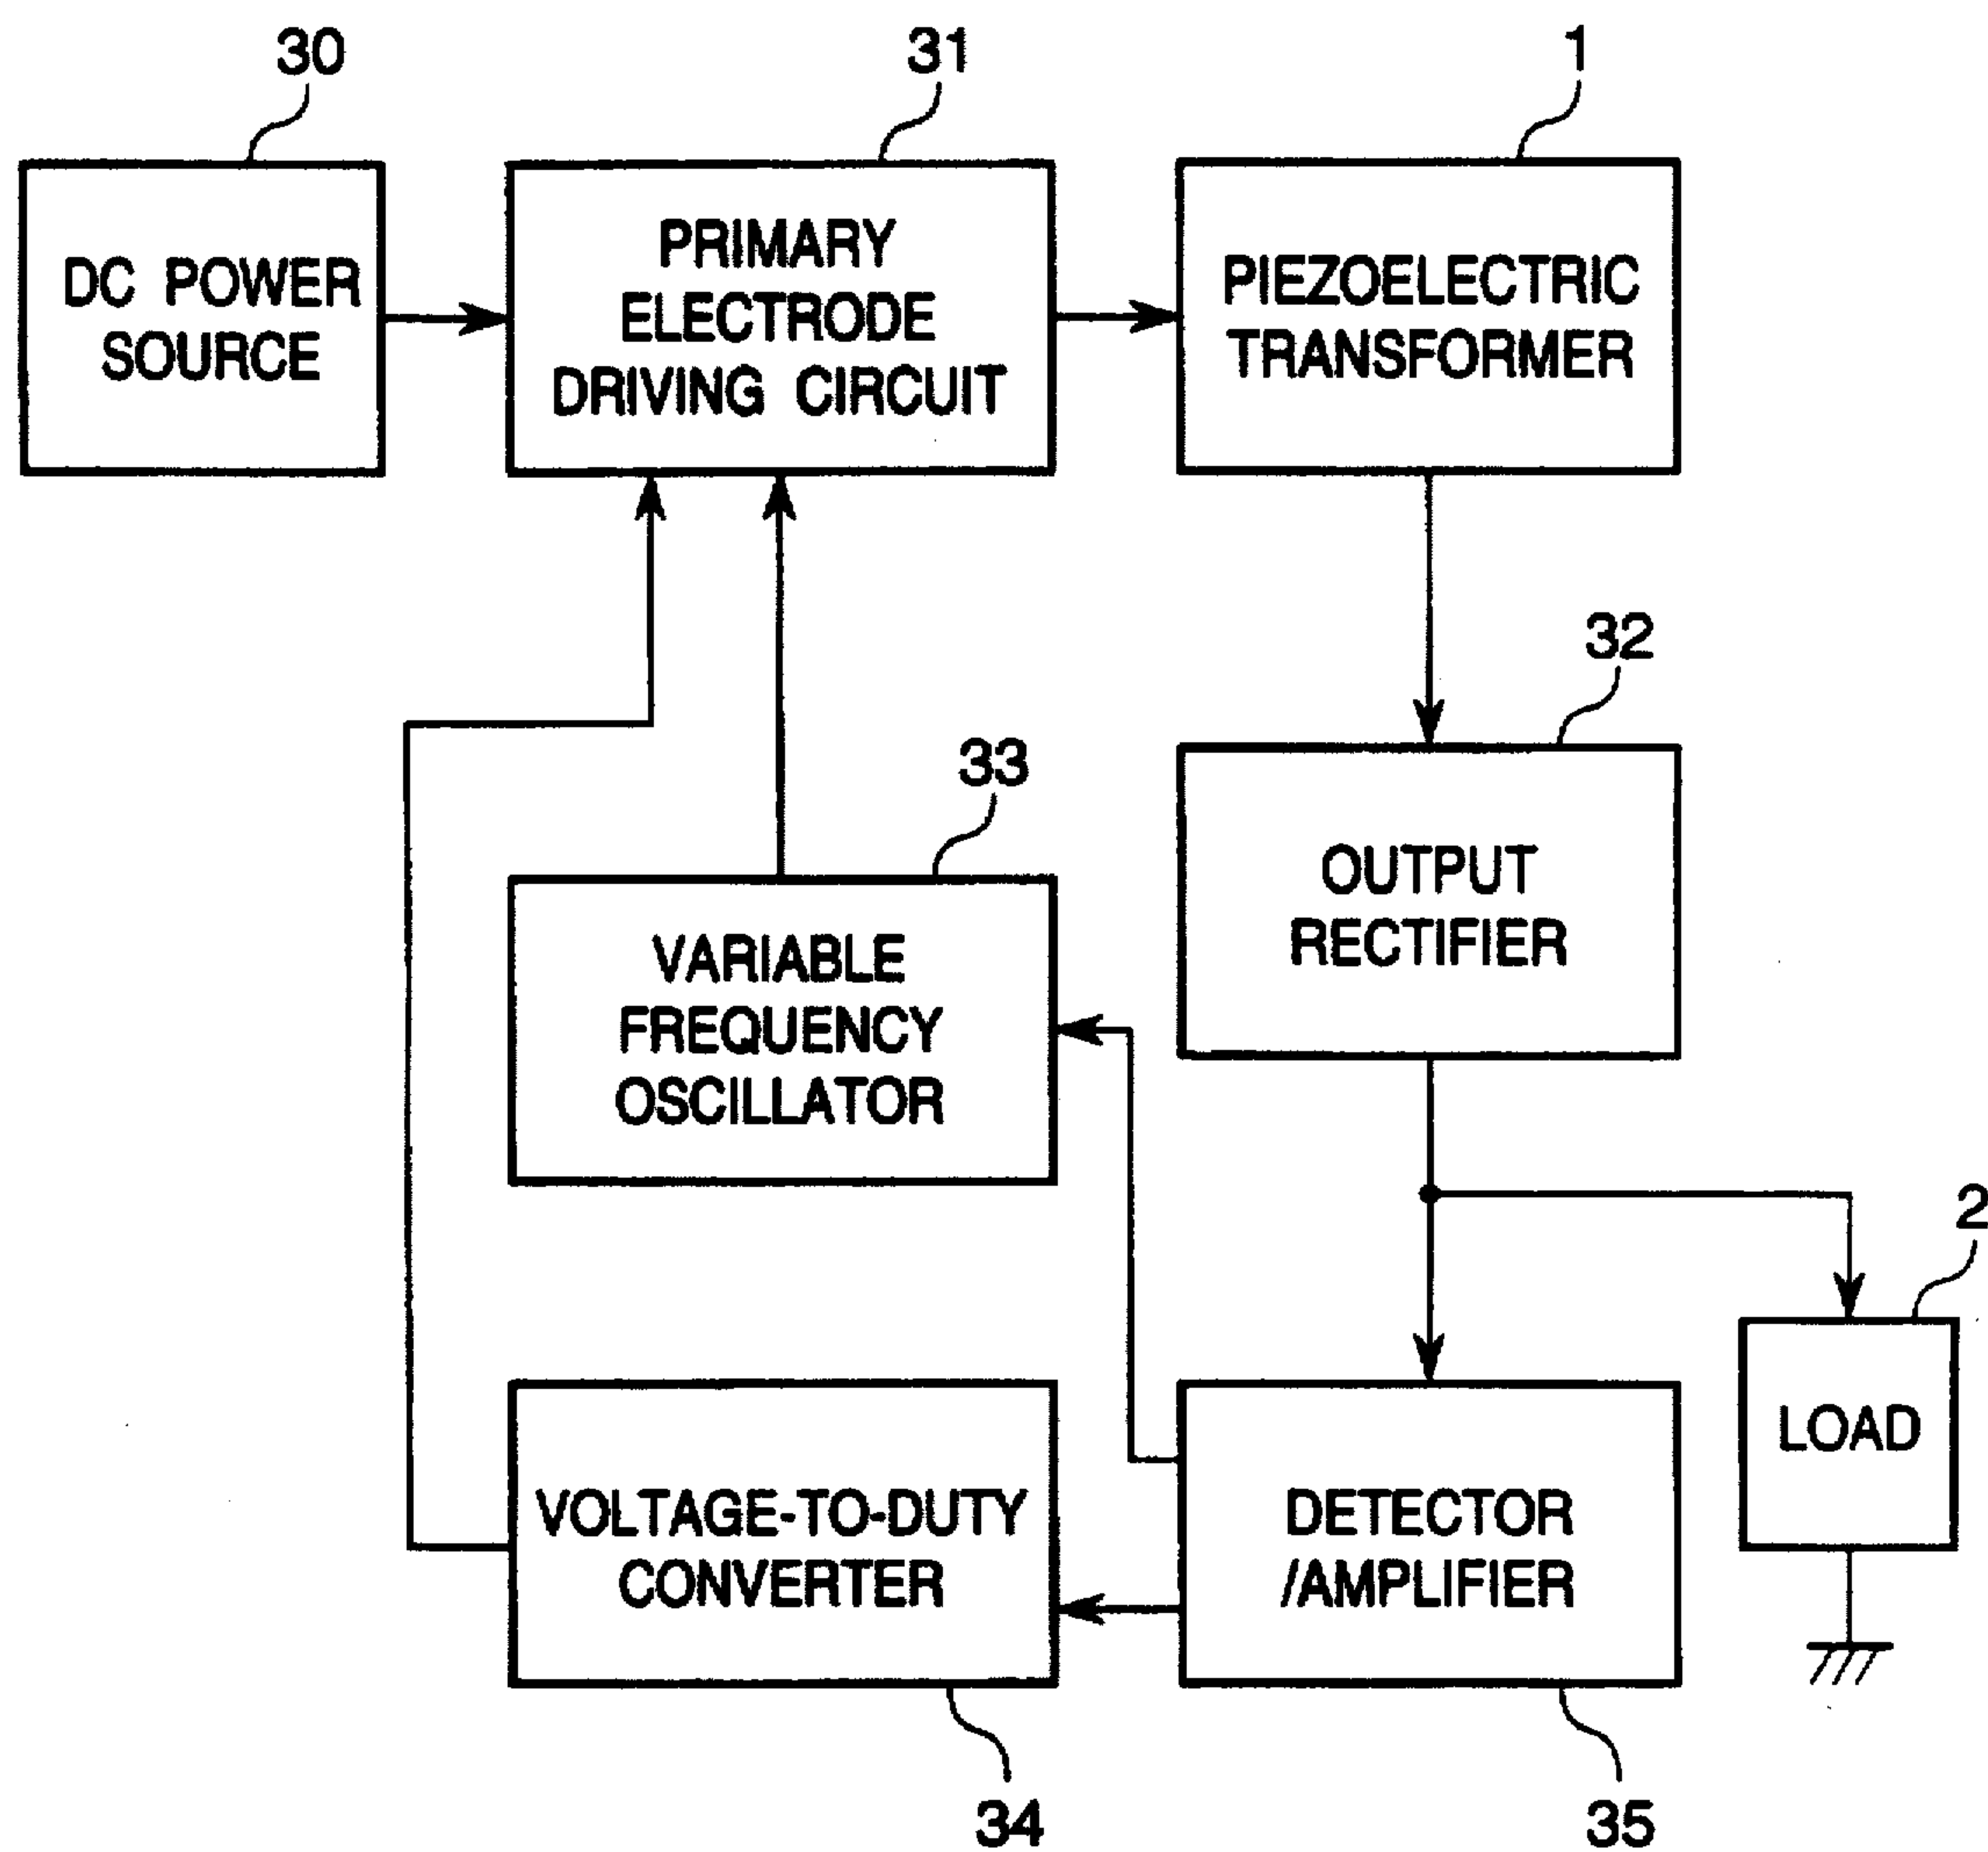 30
31
1
DC POWER
SOURCE
PRIMARY
ELECTRODE
DRIVING CIRCUIT
PIEZOELECTRIC
TRANSFORMER
32
33
OUTPUT
RECTIFIER
VARIABLE
FREQUENCY
OSCILLATOR
2
LOAD
VOLTAGE-TO-DUTY
CONVERTER
DETECTOR
/AMPLIFIER
34
35